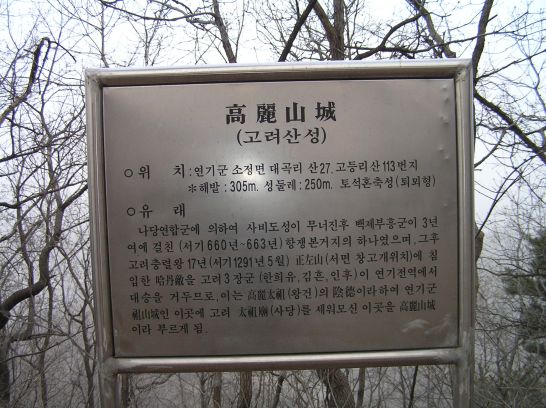 高麗山城
(고려산성)
○위 치:연기군 소정면 대곡리 산27. 고등리산 113번지
※해발 : 305m. 성둘레 : 250m. 토석혼축성(퇴뫼형)
○유 래
나당연합군에 의하여 사비도성이 무너진후 백제부흥군이 3년
여에 걸친 (서기 660년~663년) 항쟁본거지의 하나였으며, 그후
고려충렬왕 17년(서기1291년 5월) 正左山(서면 창고개위치)에 침
입한 哈丹敵을 고려 3장군 (한희유, 김흔, 인후)이 연기전역에서
대승을 거두므로, 이는 高麗太祖(왕건)의 陰德이라하여 연기군
祖山城인 이곳에 고려 太祖廟(사당)를 세워모신 이곳을 高麗山城
이라 부르게 됨.